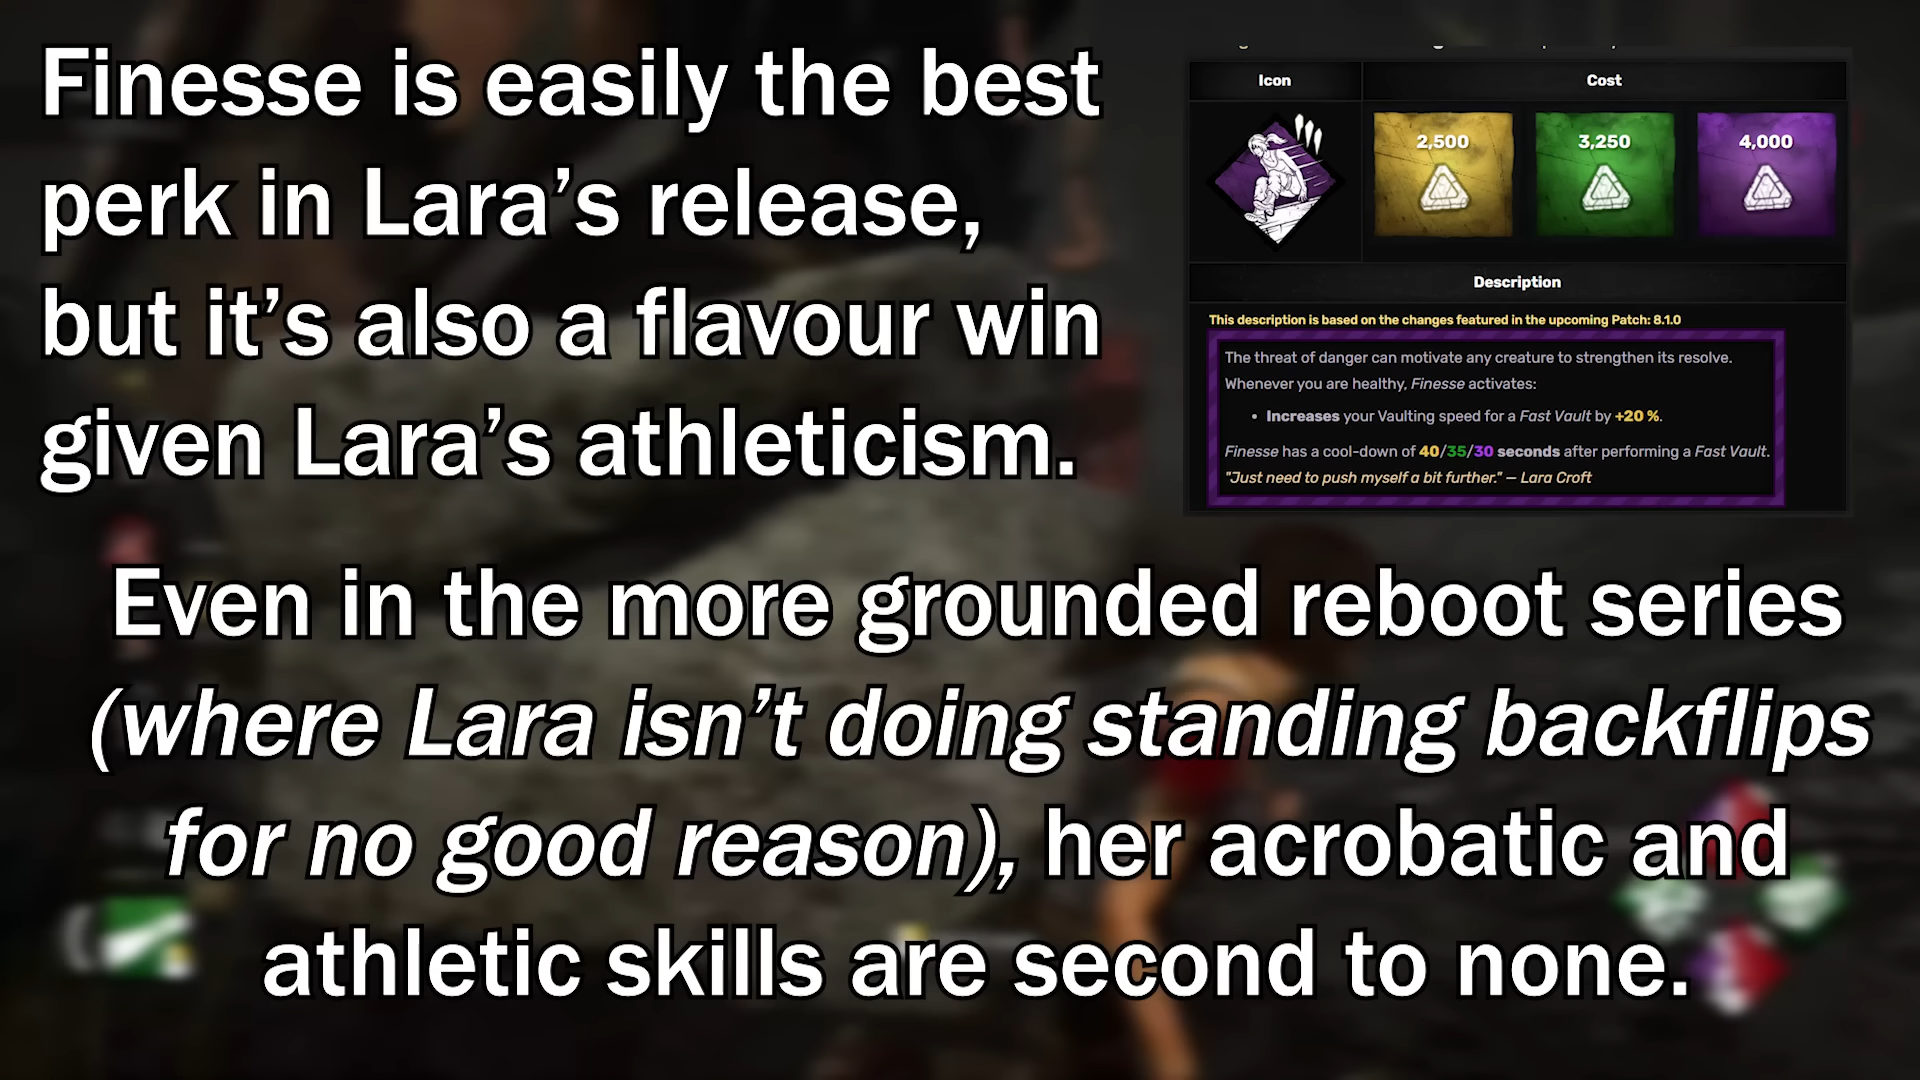 Finesse is easily the best
perk in Lara’s release,
but it’s also a flavour win
given Lara’s athleticism.
Icon
Cost
2,500
3,250
4,000
Description
This description is based on the changes featured in the upcoming Patch: 8.1.0
The threat of danger can motivate any creature to strengthen its resolve.
Whenever you are healthy, Finesse activates:
• Increases your Vaulting speed for a Fast Vault by +20 %.
Finesse has a cool-down of 40/35/30 seconds after performing a Fast Vault.
"Just need to push myself a bit further." — Lara Croft
Even in the more grounded reboot series
(where Lara isn’t doing standing backflips
for no good reason), her acrobatic and
athletic skills are second to none.